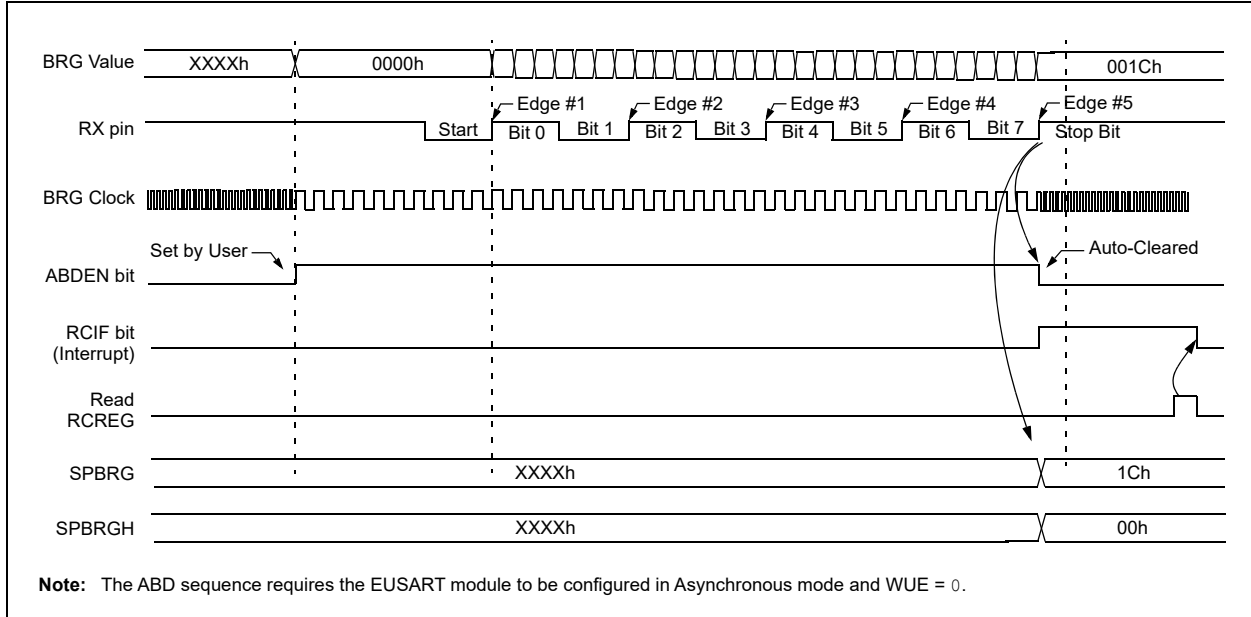 BRG Value XXXXh 0000h 001Ch
Edge #1 Edge #2 Edge #3 Edge #4 Edge #5
RX pin Start Bit 0 Bit 1 Bit 2 Bit 3 Bit 4 Bit 5 Bit 6 Bit 7 Stop Bit
BRG Clock
Set by User Auto-Cleared
ABDEN bit
RCIF bit
(Interrupt)
Read
RCREG
SPBRG XXXXh 1Ch
SPBRGH XXXXh 00h
Note: The ABD sequence requires the EUSART module to be configured in Asynchronous mode and WUE = 0.